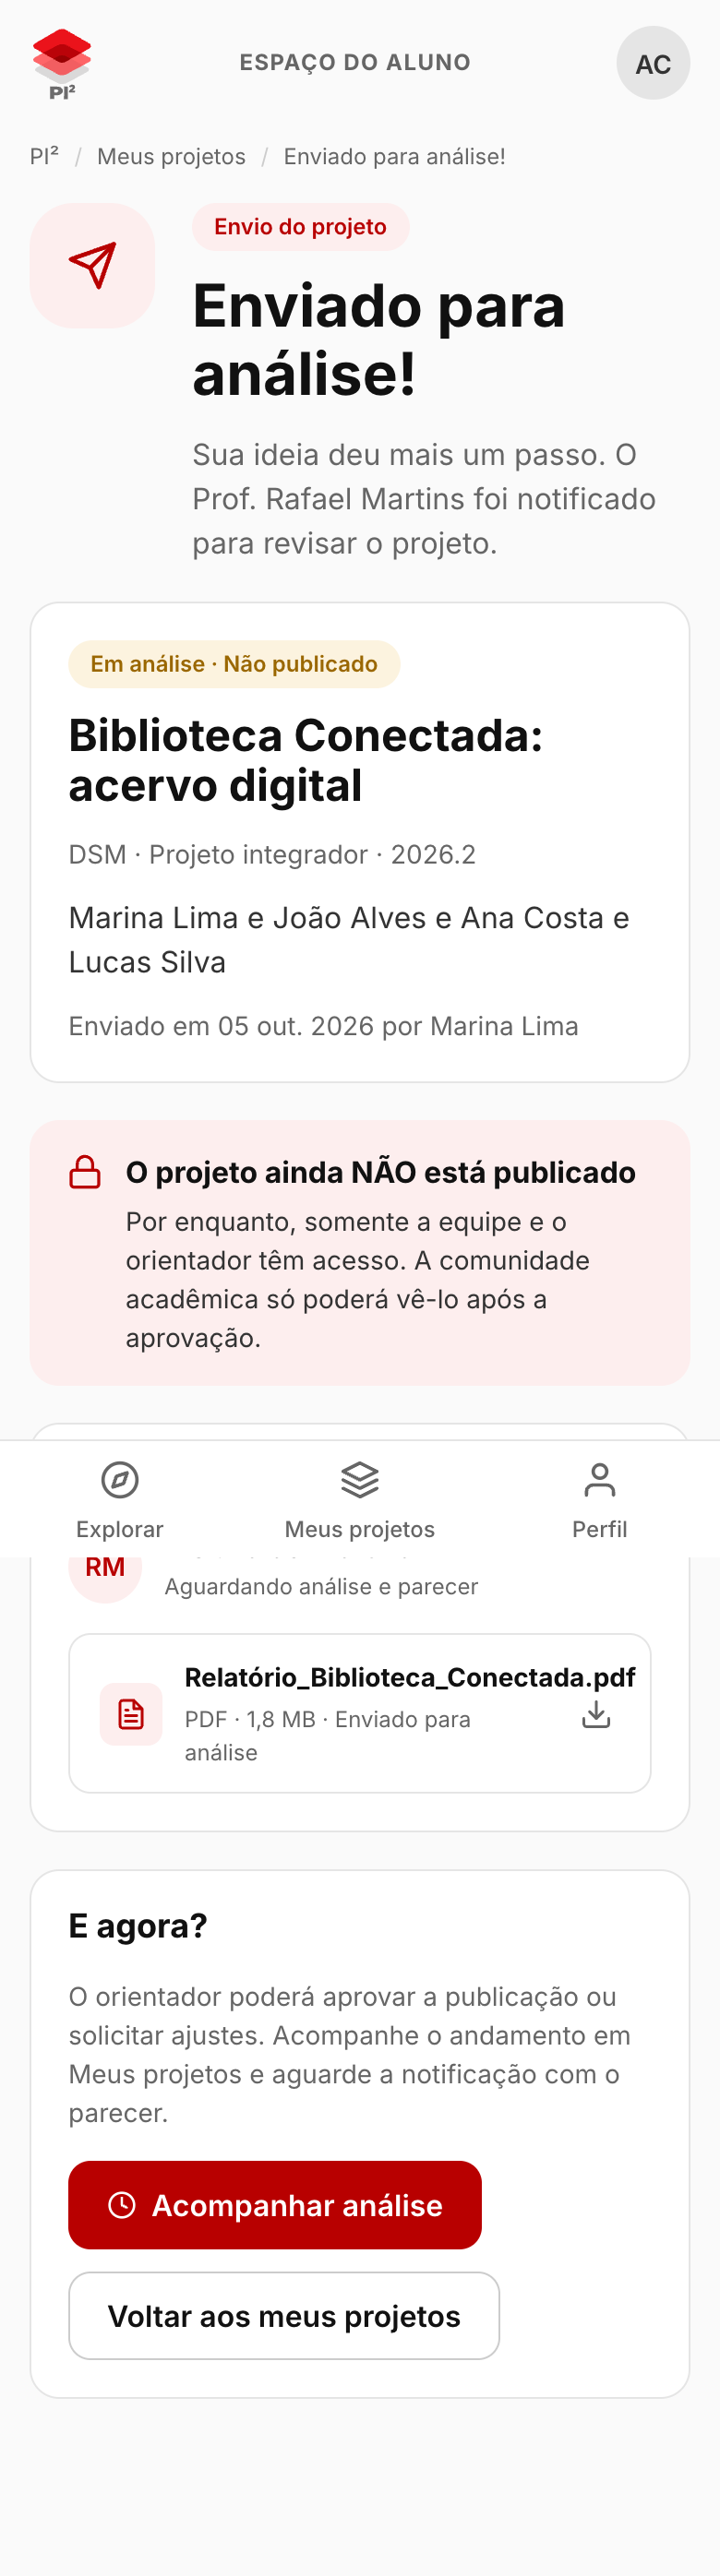 PI²
ESPAÇO DO ALUNO
AC
PI² / Meus projetos / Enviado para análise!
Envio do projeto
Enviado para
análise!
Sua ideia deu mais um passo. O
Prof. Rafael Martins foi notificado
para revisar o projeto.
Em análise · Não publicado
Biblioteca Conectada:
acervo digital
DSM · Projeto integrador · 2026.2
Marina Lima e João Alves e Ana Costa e
Lucas Silva
Enviado em 05 out. 2026 por Marina Lima
O projeto ainda NÃO está publicado
Por enquanto, somente a equipe e o
orientador têm acesso. A comunidade
acadêmica só poderá vê-lo após a
aprovação.
Explorar
Meus projetos
Perfil
RM
Aguardando análise e parecer
Relatório_Biblioteca_Conectada.pdf
PDF · 1,8 MB · Enviado para
análise
E agora?
O orientador poderá aprovar a publicação ou
solicitar ajustes. Acompanhe o andamento em
Meus projetos e aguarde a notificação com o
parecer.
Acompanhar análise
Voltar aos meus projetos